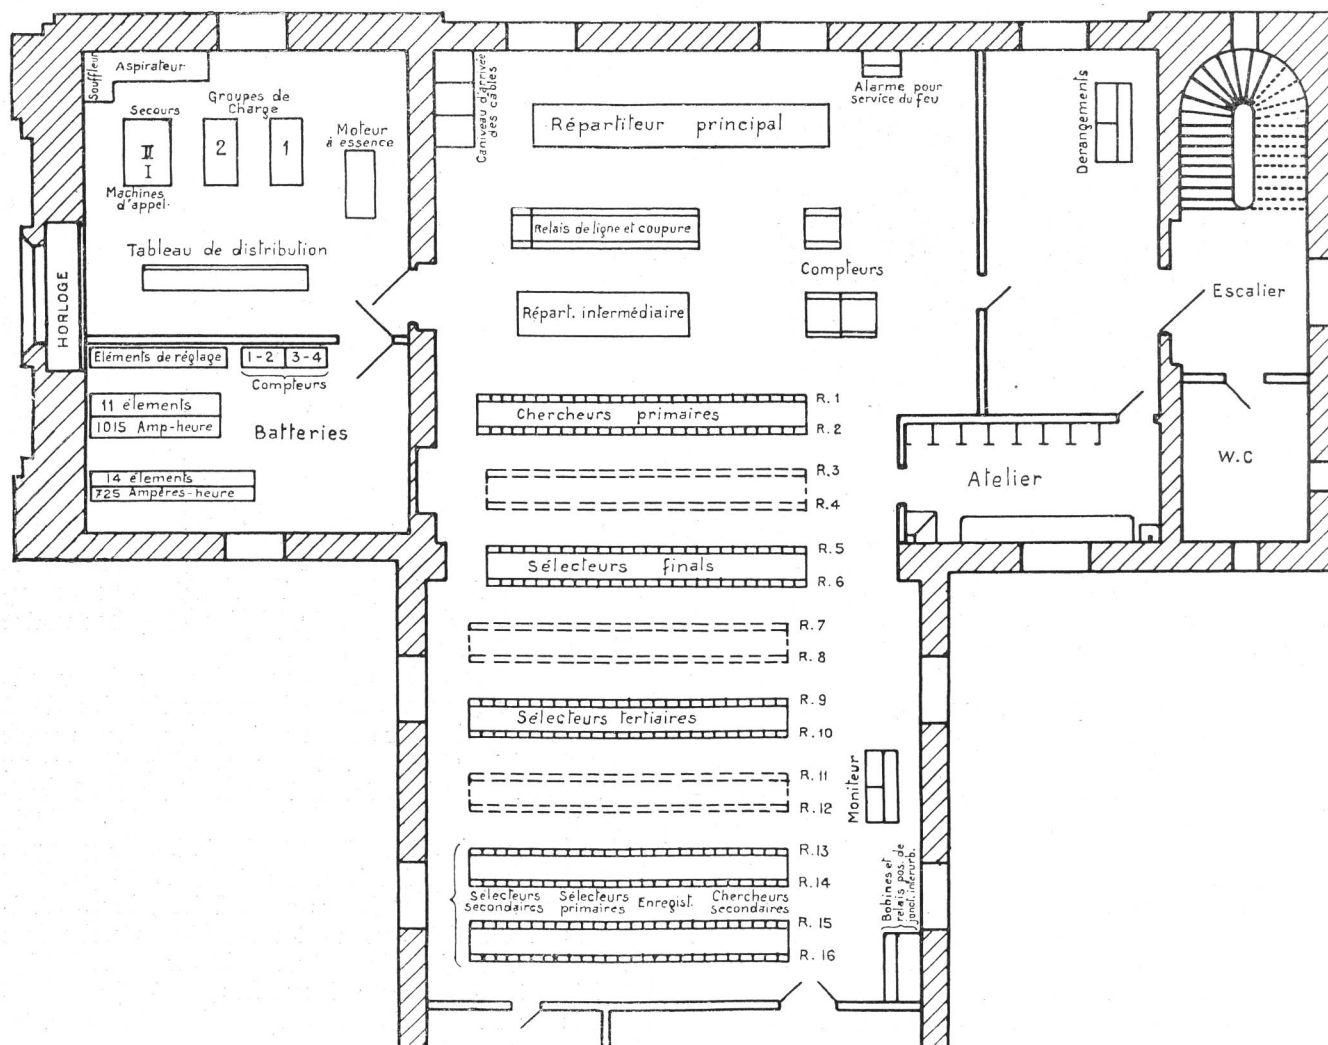 Souffleur
Aspirateur
Secours
II
I
Machines
d'appel.
Groupes de
Charge
2
1
Moteur
à essence
Tableau de distribution
HORLOGE
Eléments de réglage
1-2
3-4
Compteurs
11 élements
1015 Amp-heure
Batteries
14 élements
725 Ampères-heure
Caniveau d'arrivée
des câbles
Répartiteur principal
Alarme pour
service du feu
Relais de ligne et coupure
Compteurs
Répart. intermédiaire
Derangements
Escalier
W.C
Atelier
Chercheurs primaires
R.1
R.2
R.3
R.4
Sélecteurs finals
R.5
R.6
R.7
R.8
Sélecteurs tertiaires
R.9
R.10
R.11
R.12
Moniteur
R.13
R.14
Sélecteurs
secondaires
Sélecteurs
primaires
Enregist.
Chercheurs
secondaires
R.15
R.16
Bobines et
relais pos. de
jonct. interurb.